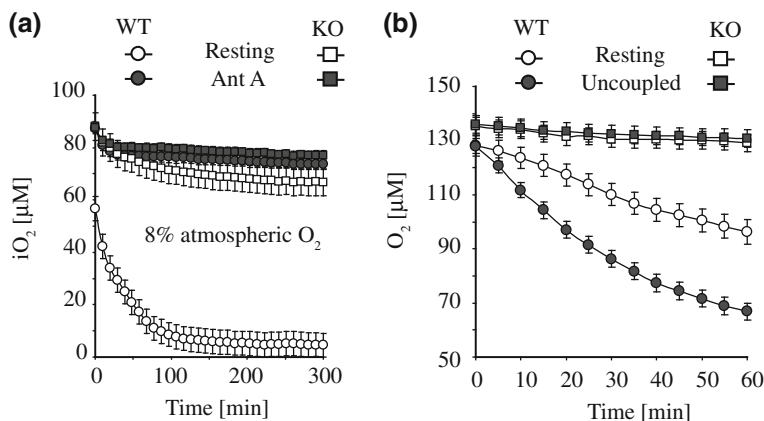 (a)
WT KO
Resting
Ant A
100
80
60
40
20
0
iO₂ [µM]
8% atmospheric O₂
0 100 200 300
Time [min]
(b)
WT KO
Resting
Uncoupled
150
130
110
90
70
50
O₂ [µM]
0 10 20 30 40 50 60
Time [min]